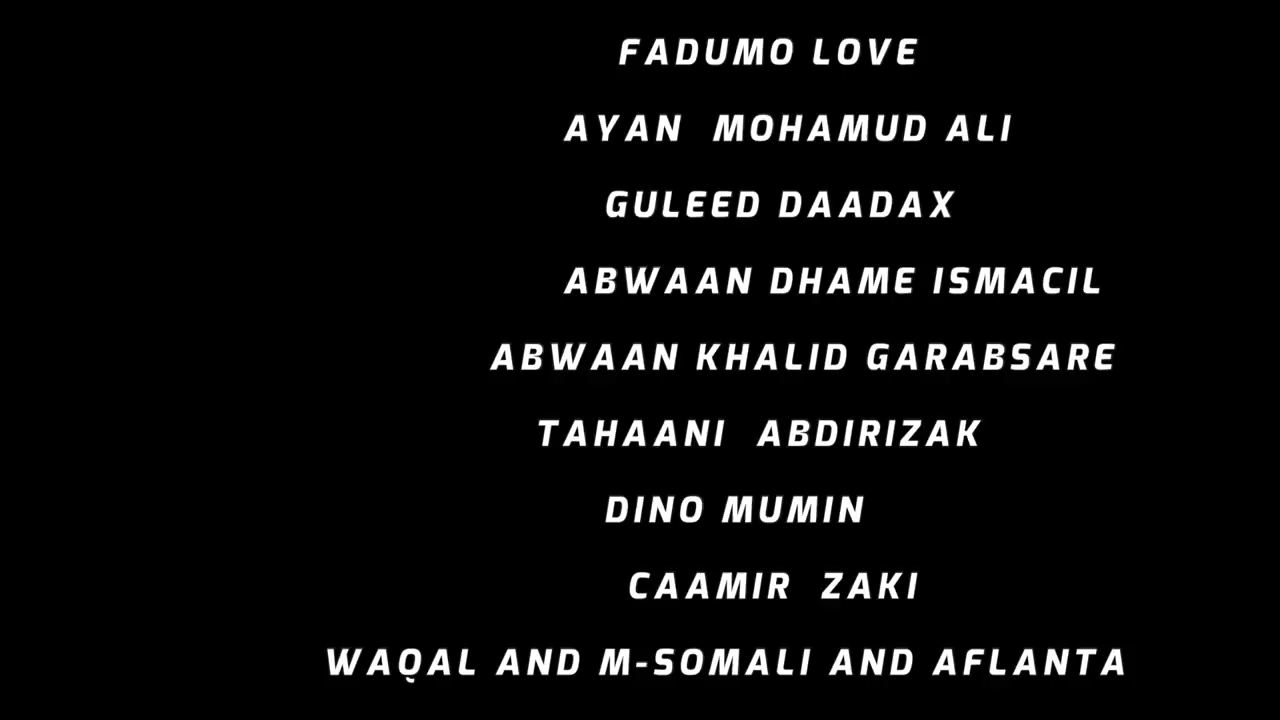 FADUMO LOVE
AYAN MOHAMUD ALI
GULEED DAADAX
ABWAAN DHAME ISMACIL
ABWAAN KHALID GARABSARE
TAHAANI ABDIRIZAK
DINO MUMIN
CAAMIR ZAKI
WAQAL AND M-SOMALI AND AFLANTA